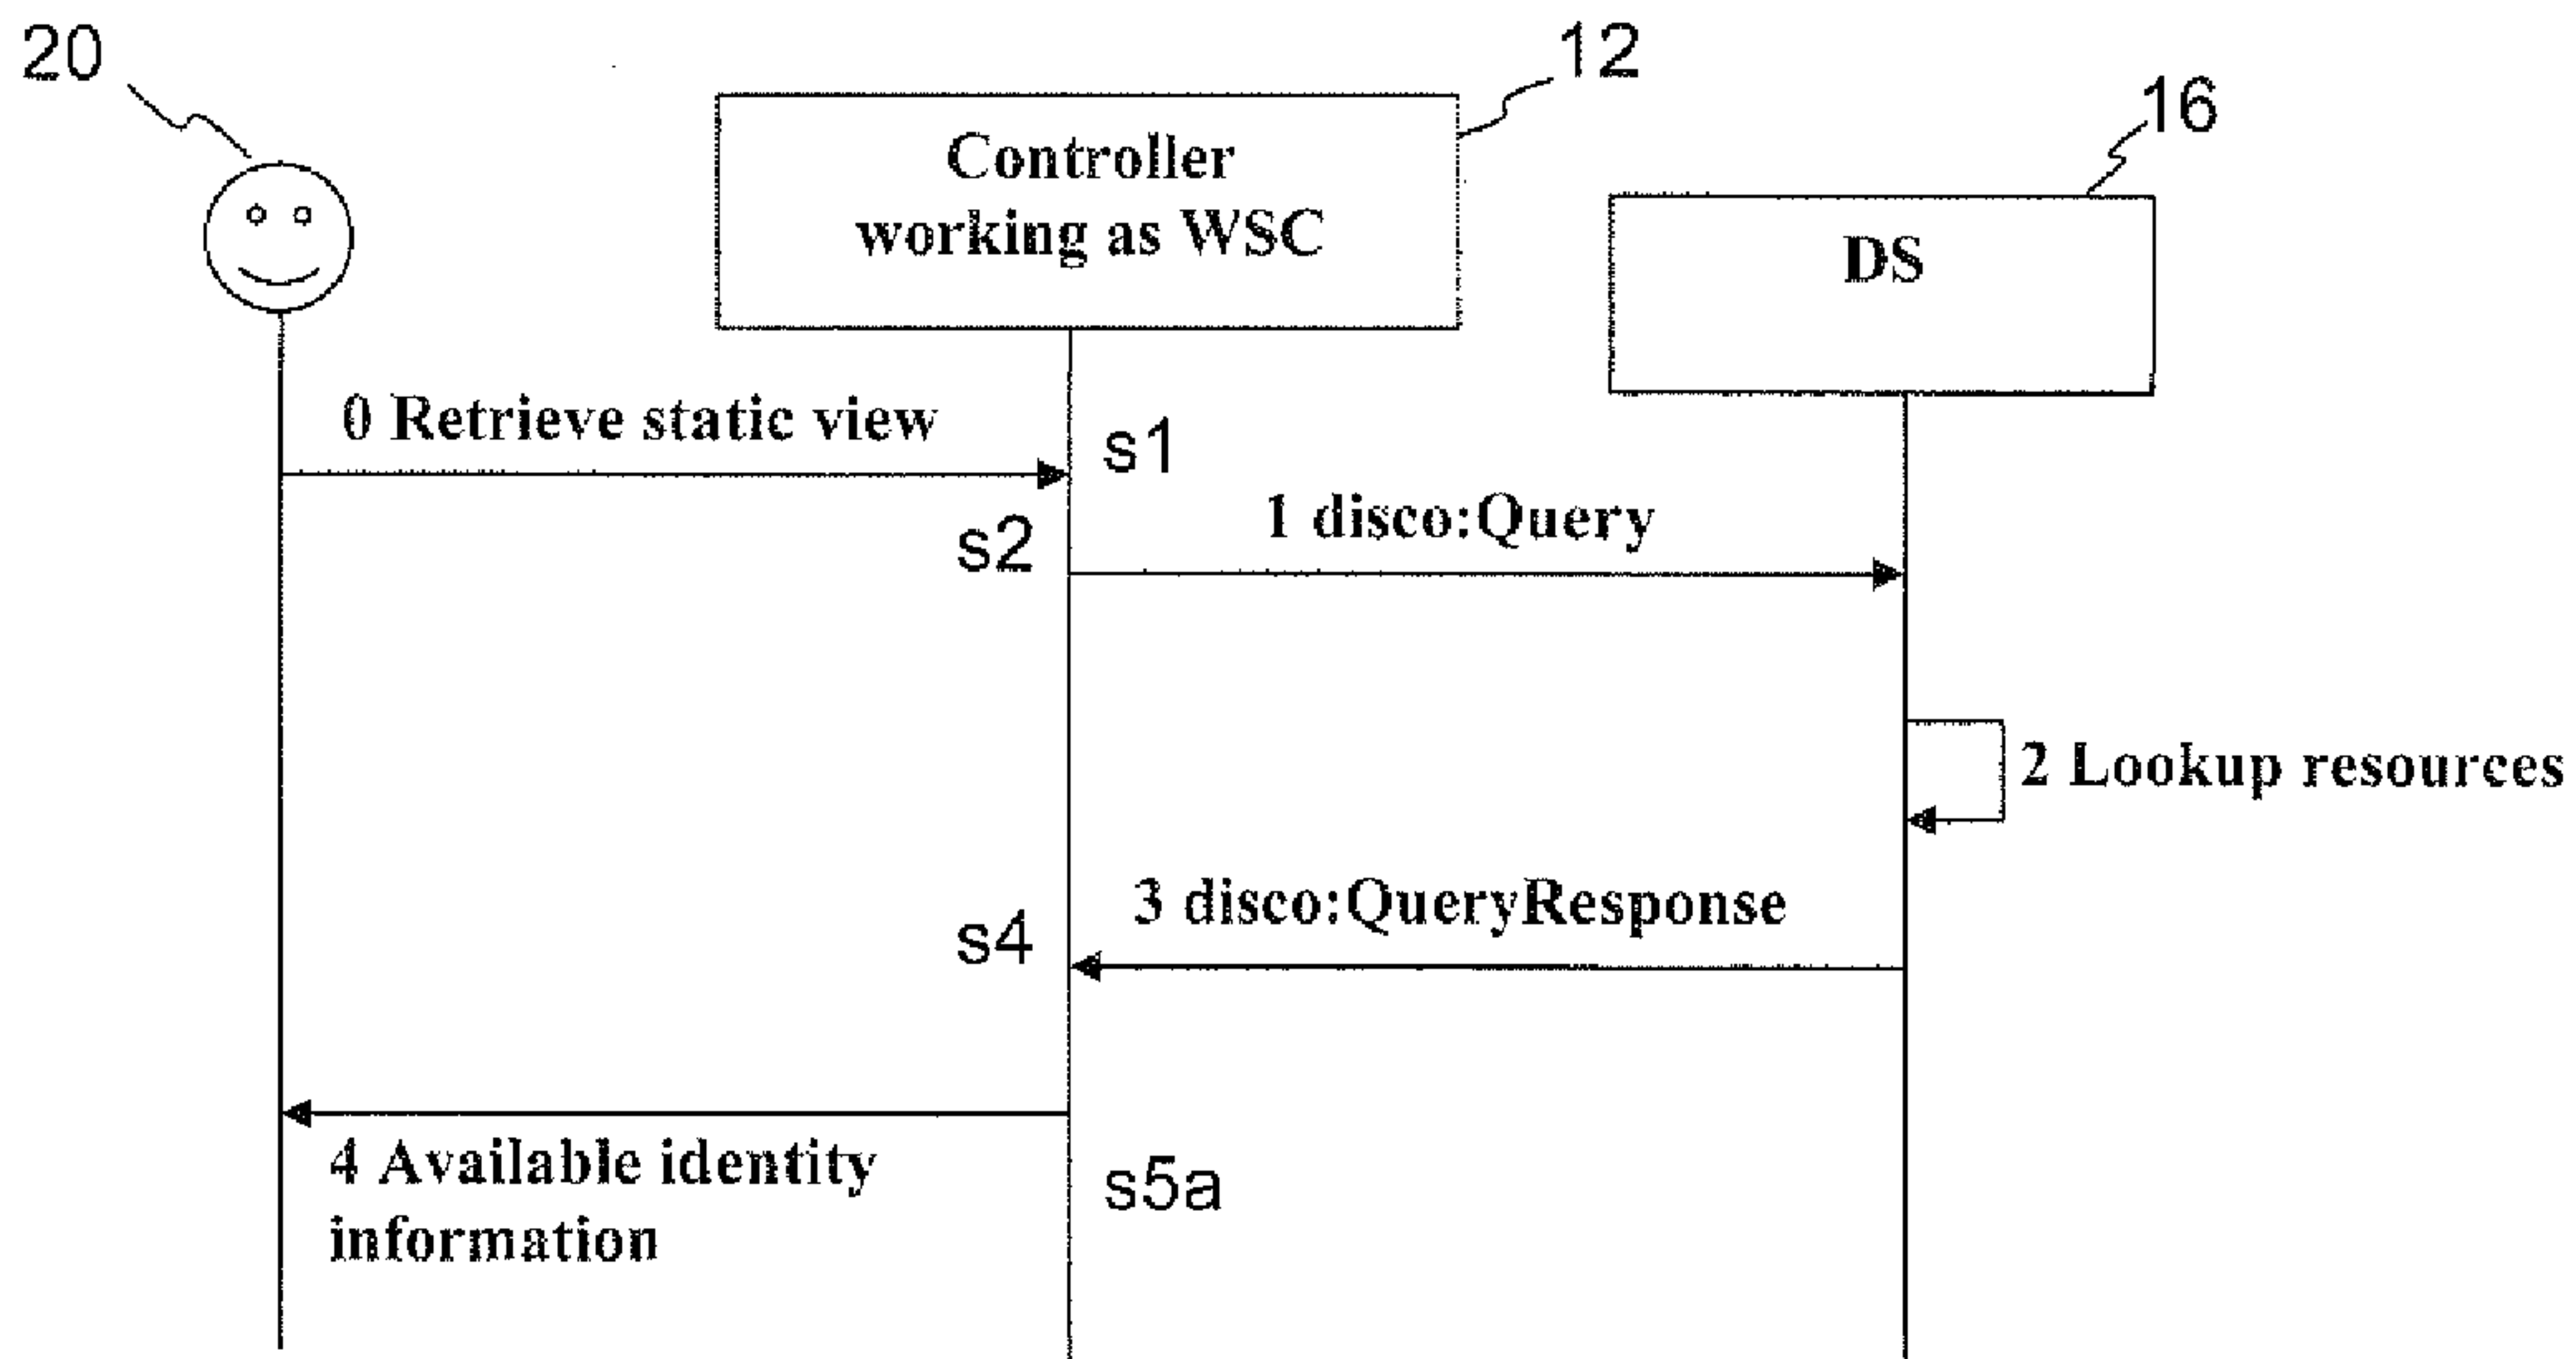 20
12
16
Controller
working as WSC
DS
0 Retrieve static view
s1
s2
1 disco:Query
2 Lookup resources
3 disco:QueryResponse
s4
4 Available identity
information
s5a